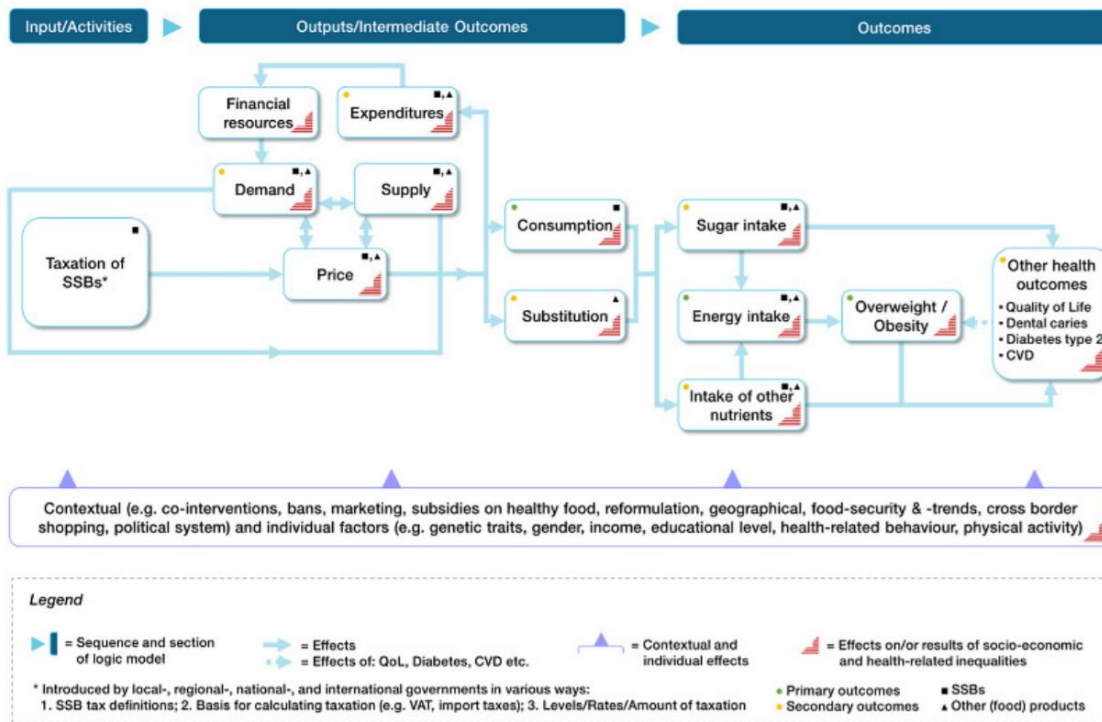 Input/Activities
Outputs/Intermediate Outcomes
Outcomes
Financial
resources
Expenditures
Demand
Supply
Taxation of
SSBs*
Price
Consumption
Substitution
Sugar intake
Energy intake
Intake of other
nutrients
Overweight /
Obesity
Other health
outcomes
▪ Quality of Life
▪ Dental caries
▪ Diabetes type 2
▪ CVD
Contextual (e.g. co-interventions, bans, marketing, subsidies on healthy food, reformulation, geographical, food-security & -trends, cross border
shopping, political system) and individual factors (e.g. genetic traits, gender, income, educational level, health-related behaviour, physical activity)
Legend
= Sequence and section
of logic model
= Effects
= Effects of: QoL, Diabetes, CVD etc.
= Contextual and
individual effects
= Effects on/or results of socio-economic
and health-related inequalities
* Introduced by local-, regional-, national-, and international governments in various ways:
1. SSB tax definitions; 2. Basis for calculating taxation (e.g. VAT, import taxes); 3. Levels/Rates/Amount of taxation
Primary outcomes
Secondary outcomes
SSBs
Other (food) products